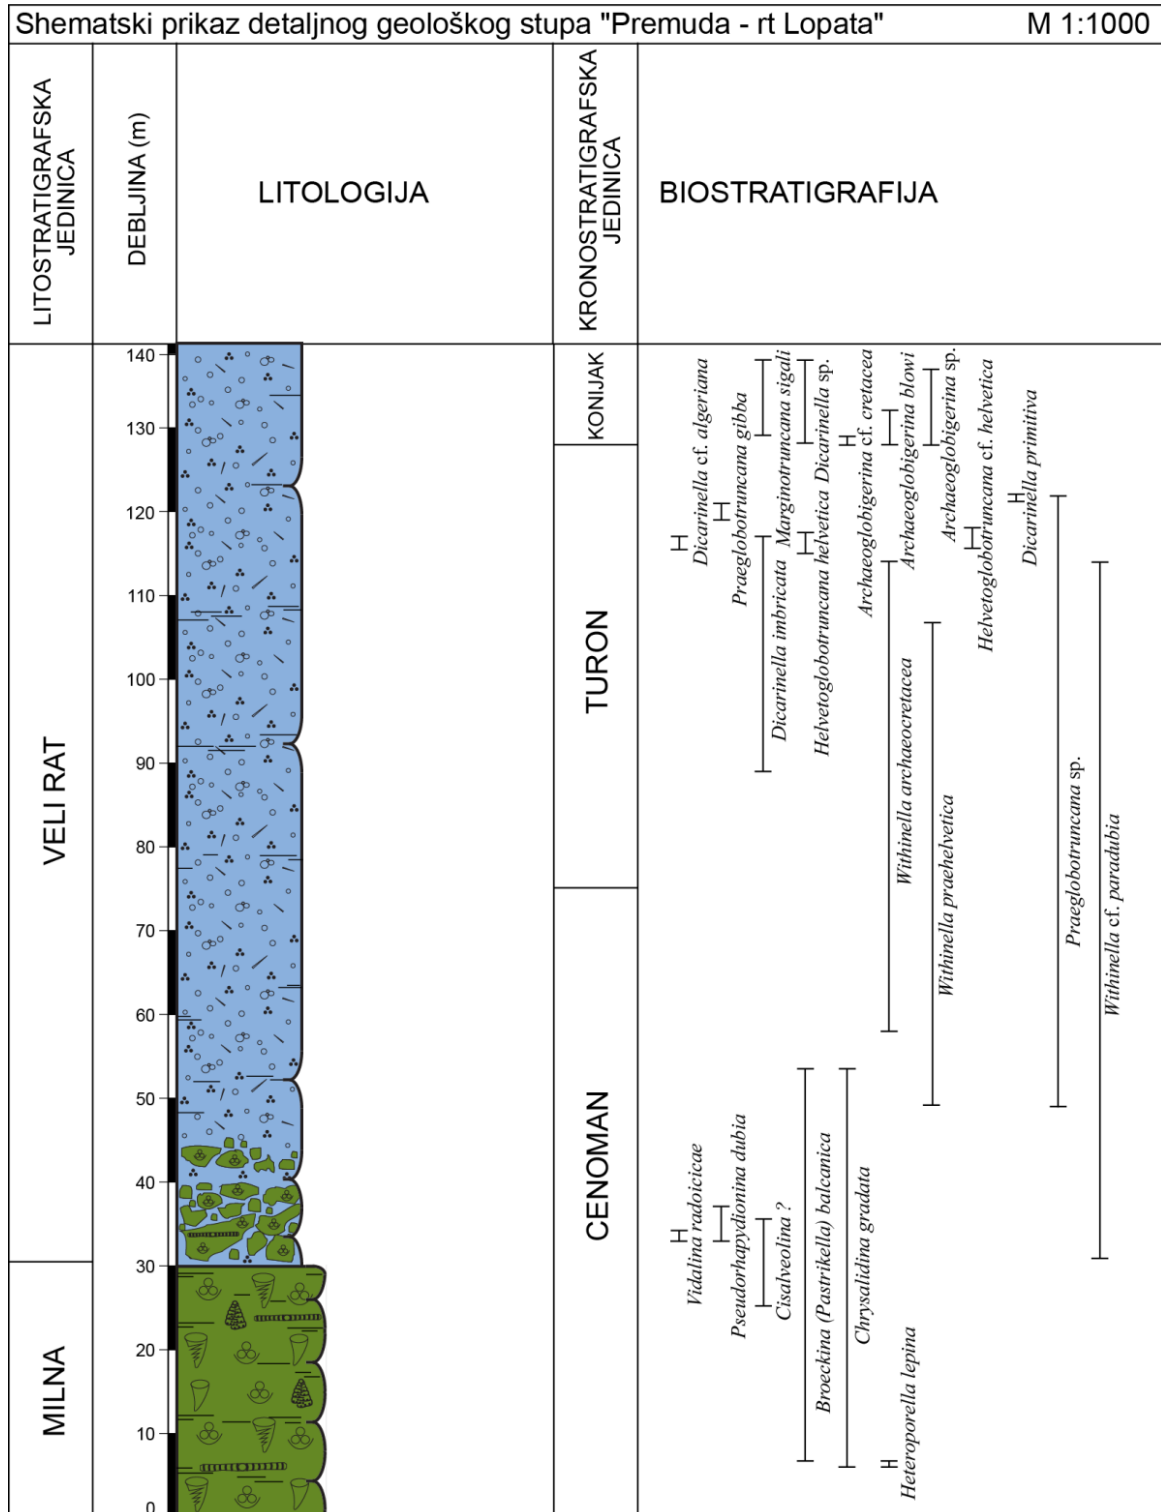 Shematski prikaz detaljnog geološkog stupa "Premuda - rt Lopata" M 1:1000
LITOSTRATIGRAFSKA
JEDINICA
DEBLJINA (m)
LITOLOGIJA
KRONOSTRATIGRAFSKA
JEDINICA
BIOSTRATIGRAFIJA
VELI RAT
MILNA
140
130
120
110
100
90
80
70
60
50
40
30
20
10
0
KONIJAK
TURON
CENOMAN
Dicarinella cf. algeriana
Praeglobotruncana gibba
Dicarinella imbricata
Marginotruncana sigali
Helvetoglobotruncana helvetica
Dicarinella sp.
Archaeoglobigerina cf. cretacea
Archaeoglobigerina blowi
Archaeoglobigerina sp.
Helvetoglobotruncana cf. helvetica
Dicarinella primitiva
Withinella archaeocretacea
Withinella praehelvetica
Praeglobotruncana sp.
Withinella cf. paradubia
Vidalina radoicicae
Pseudorhapydionina dubia
Cisalveolina ?
Broeckina (Pastrikella) balcanica
Chrysalidina gradata
Heteroporella lepina